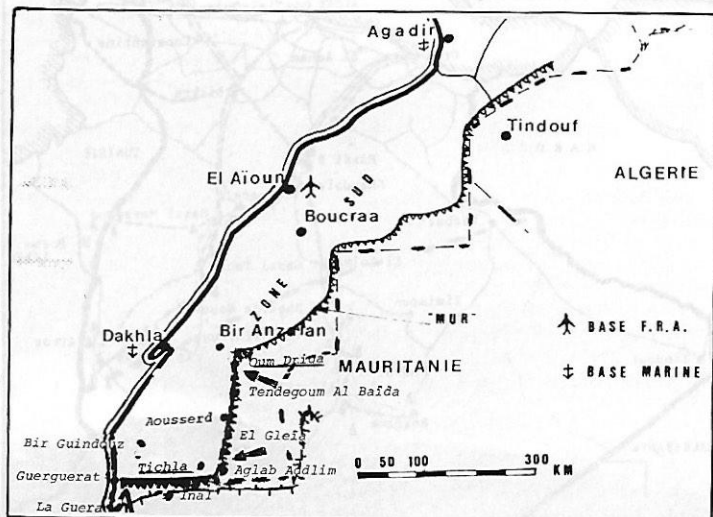 Agadir
Tindouf
ALGERIE
El Aïoun
SUD
Boucraa
ZONE
"MUR"
Dakhla
Bir Anzaran
BASE F.R.A.
Oum Drida
MAURITANIE
BASE MARINE
Tendegoum Al Baïda
Aousserd
El Gleia
Bir Guindouz
Tichla
Aglab Addlim
Guerguerat
0 50 100 300
KM
Inal
La Guera